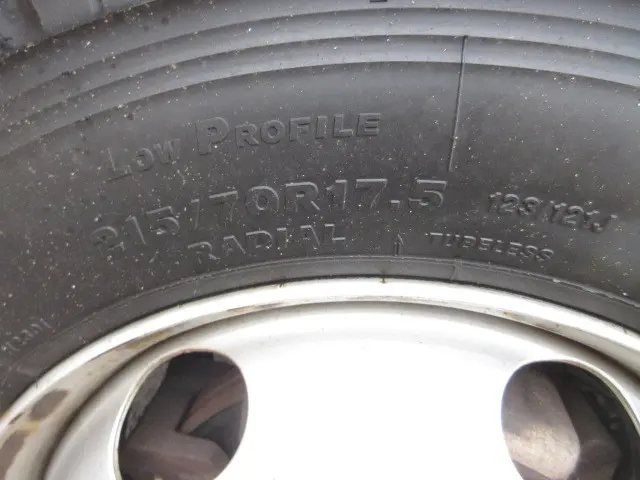 LOW PROFILE
215/70R17.5 123/121J
RADIAL TUBELESS